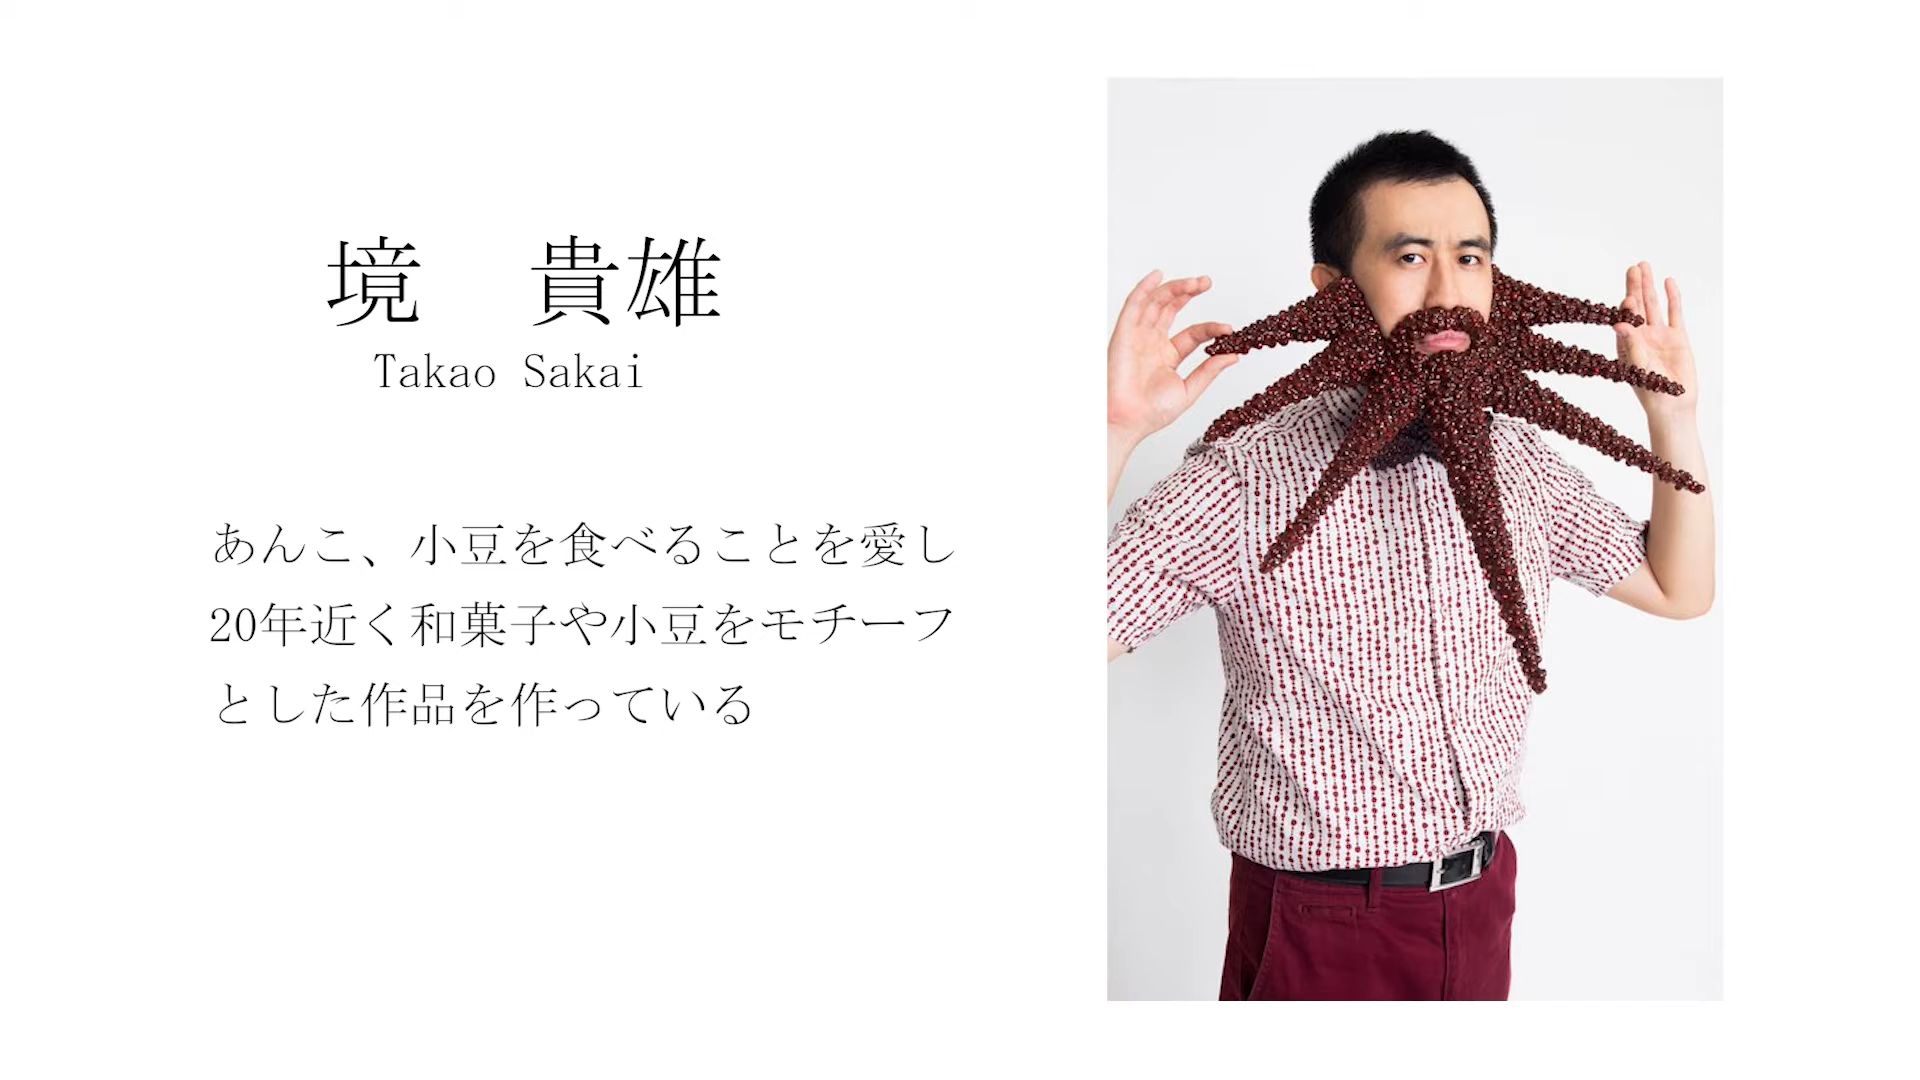 境　貴雄
Takao Sakai
あんこ、小豆を食べることを愛し
20年近く和菓子や小豆をモチーフ
とした作品を作っている